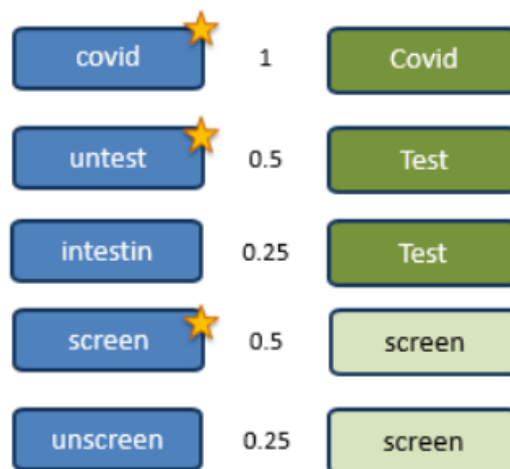 covid 1 Covid
untest 0.5 Test
intestin 0.25 Test
screen 0.5 screen
unscreen 0.25 screen